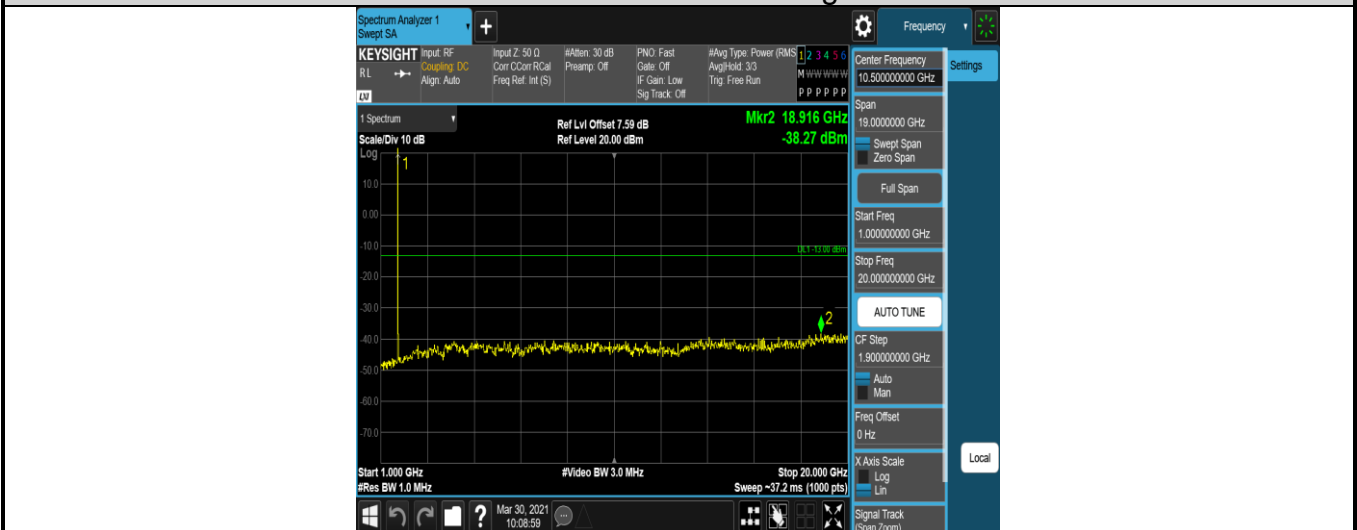 Spectrum Analyzer 1
Swept SA
+
Frequency
KEYSIGHT Input: RF
RL
Coupling: DC
Align: Auto
LXI
Input Z: 50 Ω
Corr CCorr RCal
Freq Ref: Int (S)
#Atten: 30 dB
Preamp: Off
PNO: Fast
Gate: Off
IF Gain: Low
Sig Track: Off
#Avg Type: Power (RMS
Avg|Hold: 3/3
Trig: Free Run
1 2 3 4 5 6
M W W W W W
P P P P P P
1 Spectrum
Scale/Div 10 dB
Ref Lvl Offset 7.59 dB
Ref Level 20.00 dBm
Mkr2 18.916 GHz
-38.27 dBm
Log
1
10.0
0.00
-10.0
DL1 -13.00 dBm
-20.0
-30.0
2
-40.0
-50.0
-60.0
-70.0
Start 1.000 GHz
#Res BW 1.0 MHz
#Video BW 3.0 MHz
Stop 20.000 GHz
Sweep ~37.2 ms (1000 pts)
?
Mar 30, 2021
10:08:59
Center Frequency
10.500000000 GHz
Settings
Span
19.0000000 GHz
Swept Span
Zero Span
Full Span
Start Freq
1.000000000 GHz
Stop Freq
20.000000000 GHz
AUTO TUNE
CF Step
1.900000000 GHz
Auto
Man
Freq Offset
0 Hz
X Axis Scale
Log
Lin
Local
Signal Track
(Span Zoom)